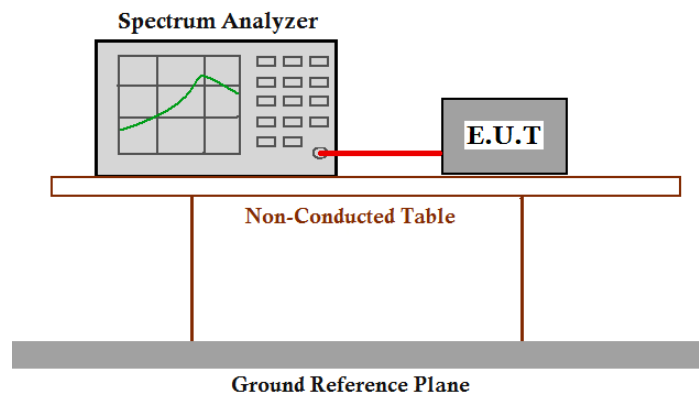 Spectrum Analyzer
E.U.T
Non-Conducted Table
Ground Reference Plane